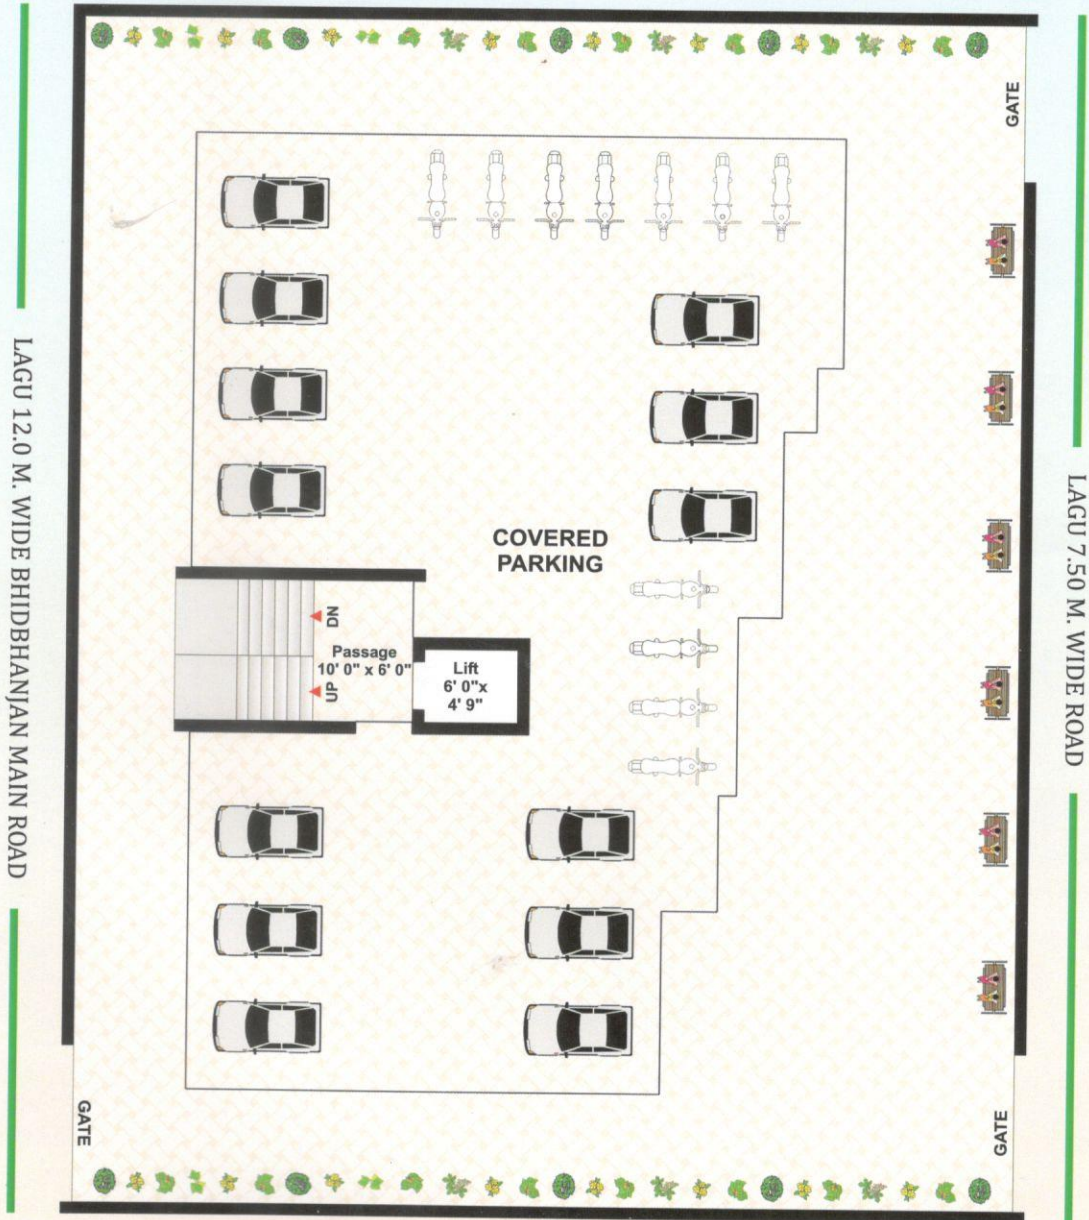 GATE
LAGU 12.0 M. WIDE BHIDBHANJAN MAIN ROAD
LAGU 7.50 M. WIDE ROAD
COVERED
PARKING
DN
Passage
10' 0" x 6' 0"
UP
Lift
6' 0"x
4' 9"
GATE
GATE